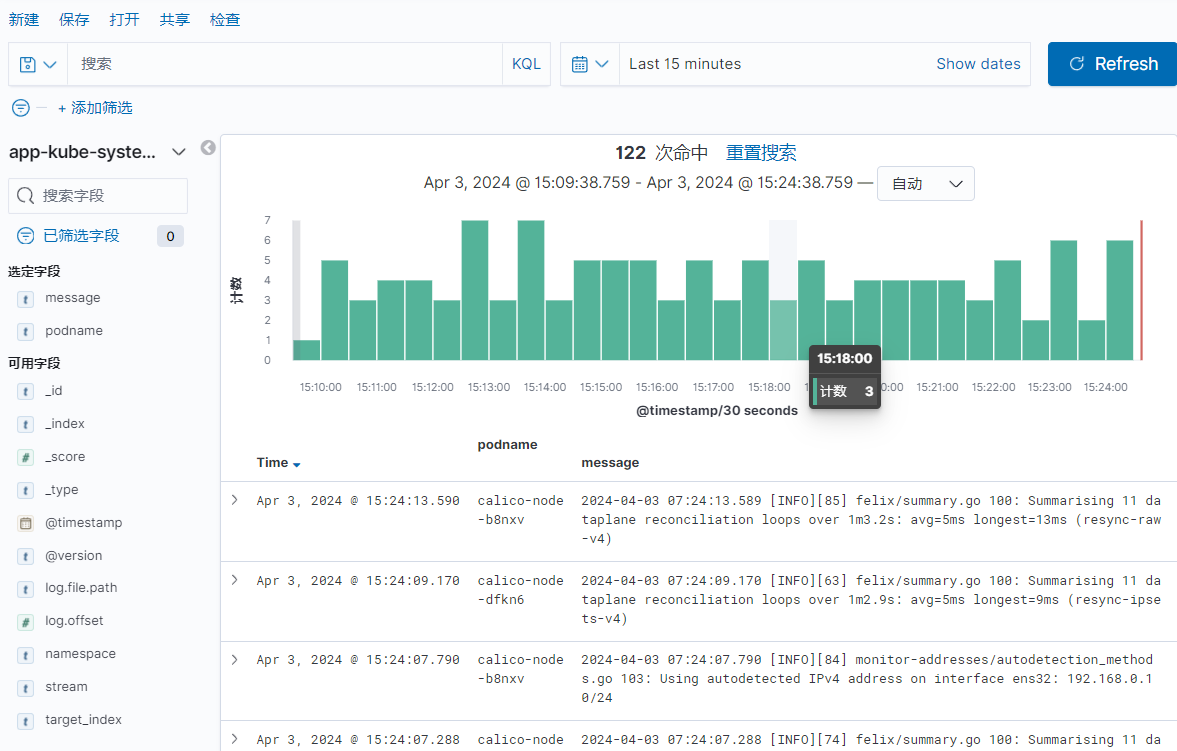 新建 保存 打开 共享 检查
搜索 KQL Last 15 minutes Show dates Refresh
+ 添加筛选
app-kube-syste...
搜索字段
已筛选字段 0
选定字段
t message
t podname
可用字段
t _id
t _index
# _score
t _type
@timestamp
t @version
t log.file.path
# log.offset
t namespace
t stream
t target_index
122 次命中 重置搜索
Apr 3, 2024 @ 15:09:38.759 - Apr 3, 2024 @ 15:24:38.759 — 自动
计数
7
6
5
4
3
2
1
0
15:10:00 15:11:00 15:12:00 15:13:00 15:14:00 15:15:00 15:16:00 15:17:00 15:18:00 1 0:00 15:21:00 15:22:00 15:23:00 15:24:00
15:18:00
计数 3
@timestamp/30 seconds
Time podname message
Apr 3, 2024 @ 15:24:13.590 calico-node 2024-04-03 07:24:13.589 [INFO][85] felix/summary.go 100: Summarising 11 da
-b8nxv taplane reconciliation loops over 1m3.2s: avg=5ms longest=13ms (resync-raw
-v4)
Apr 3, 2024 @ 15:24:09.170 calico-node 2024-04-03 07:24:09.170 [INFO][63] felix/summary.go 100: Summarising 11 da
-dfkn6 taplane reconciliation loops over 1m2.9s: avg=5ms longest=9ms (resync-ipse
ts-v4)
Apr 3, 2024 @ 15:24:07.790 calico-node 2024-04-03 07:24:07.790 [INFO][84] monitor-addresses/autodetection_method
-b8nxv s.go 103: Using autodetected IPv4 address on interface ens32: 192.168.0.1
0/24
Apr 3, 2024 @ 15:24:07.288 calico-node 2024-04-03 07:24:07.288 [INFO][74] felix/summary.go 100: Summarising 11 da